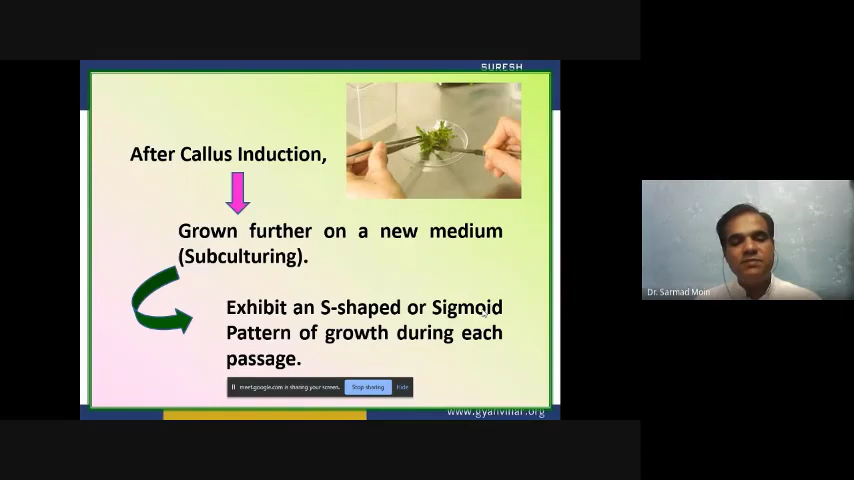 SURESH
After Callus Induction,
Grown further on a new medium
(Subculturing).
Exhibit an S-shaped or Sigmoid
Pattern of growth during each
passage.
meet.google.com is sharing your screen. Stop sharing Hide
www.gyanvihar.org
Dr. Sarmad Moin